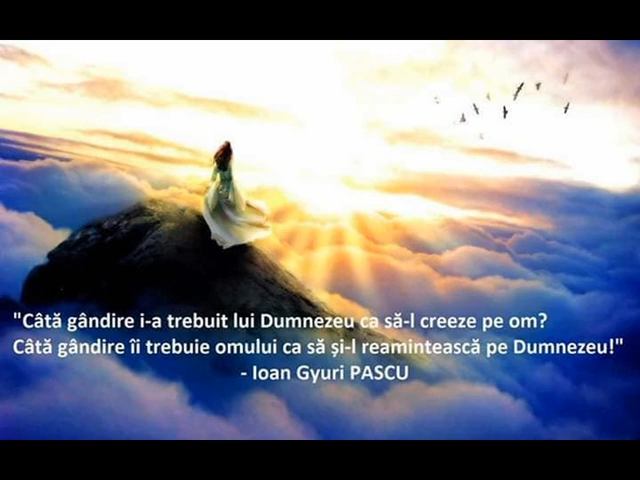 "Câtă gândire i-a trebuit lui Dumnezeu ca să-l creeze pe om?
Câtă gândire îi trebuie omului ca să și-l reamintească pe Dumnezeu!"
- Ioan Gyuri PASCU